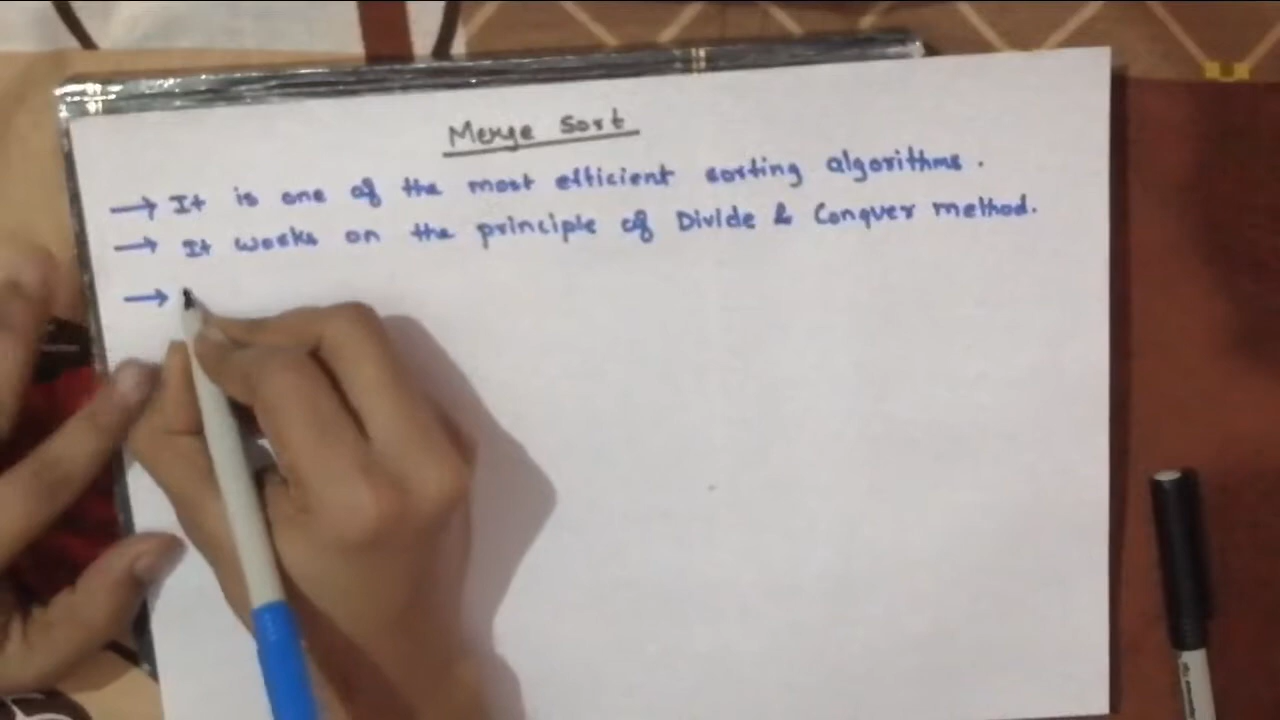 Merge Sort
→ It is one of the most efficient sorting algorithms.
→ It works on the principle of Divide & Conquer method.
→